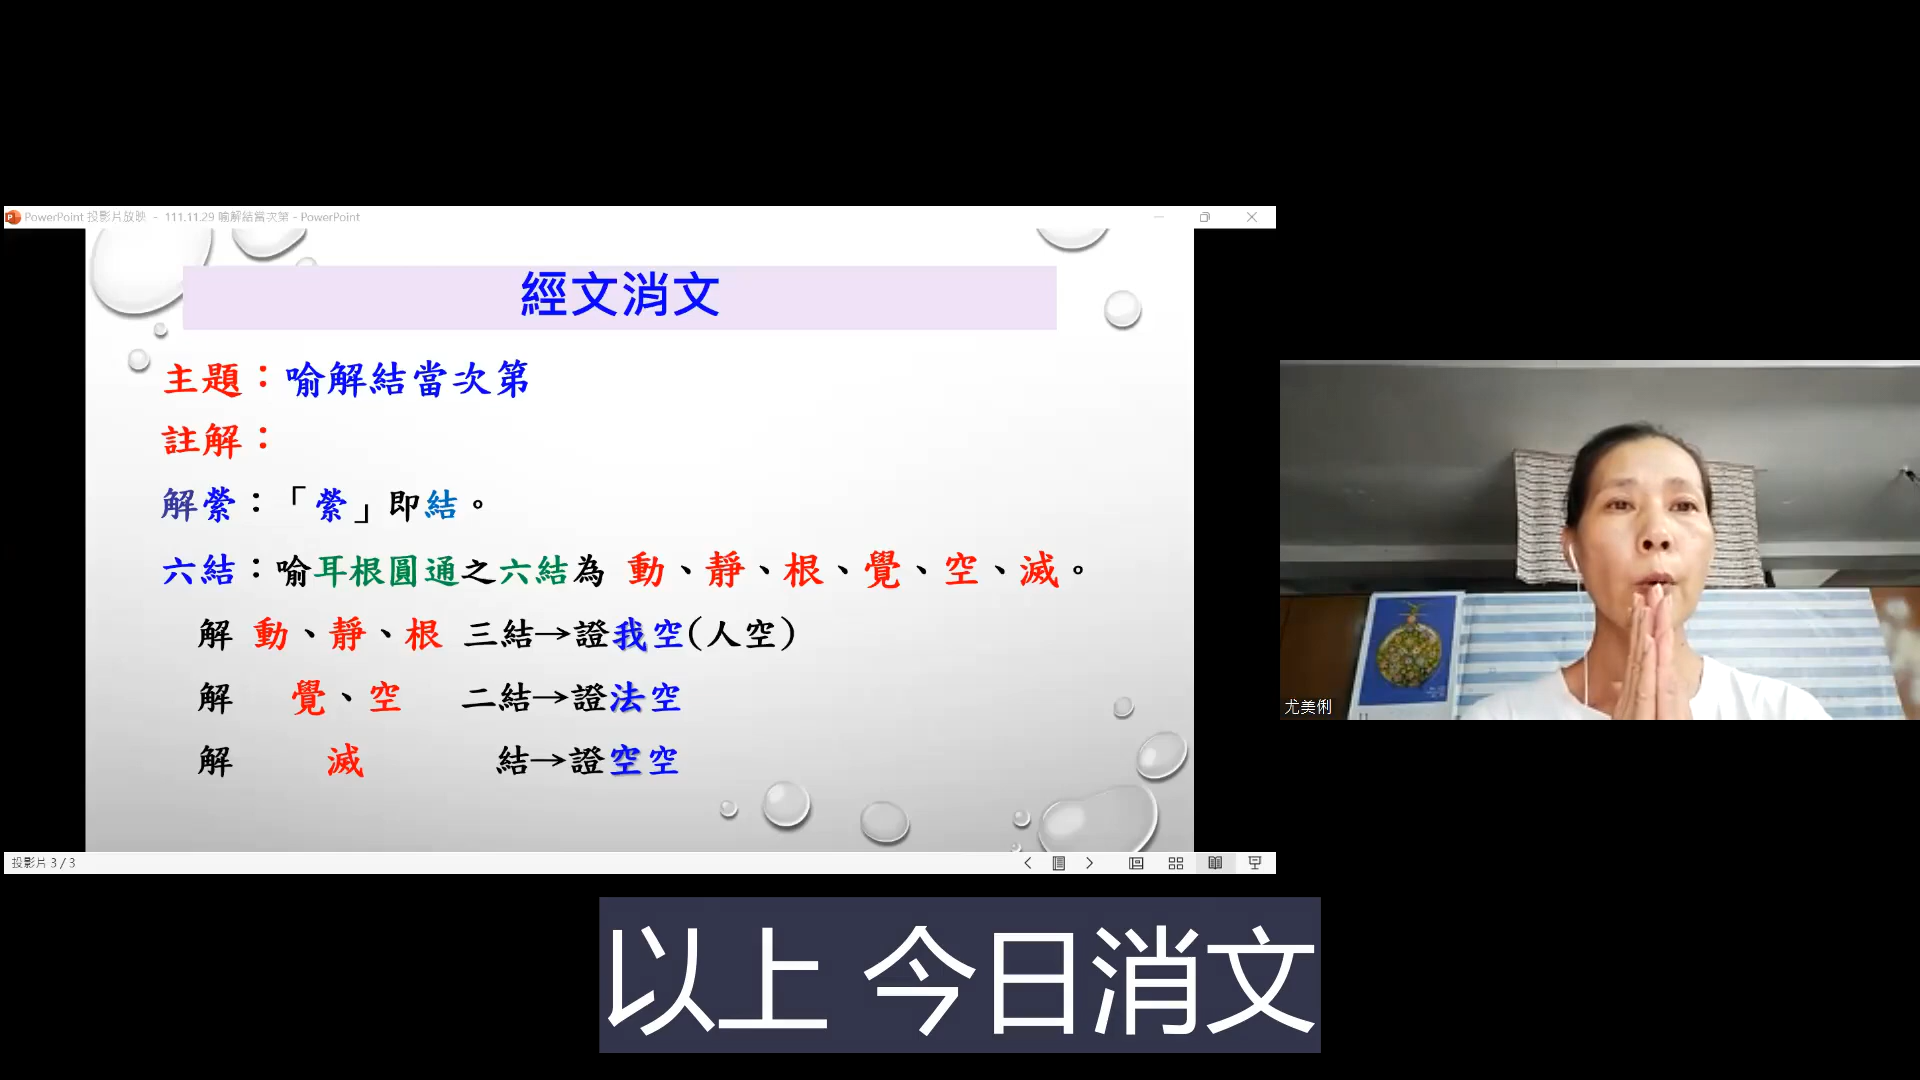 PowerPoint 投影片放映 - 111.11.29 喻解結當次第 - PowerPoint
經文消文
主題：喻解結當次第
註解：
解縈：「縈」即結。
六結：喻耳根圓通之六結為 動、靜、根、覺、空、滅。
解 動、靜、根 三結→證我空(人空)
解 覺、空 二結→證法空
解 滅 結→證空空
尤美俐
投影片 3 / 3
以上 今日消文